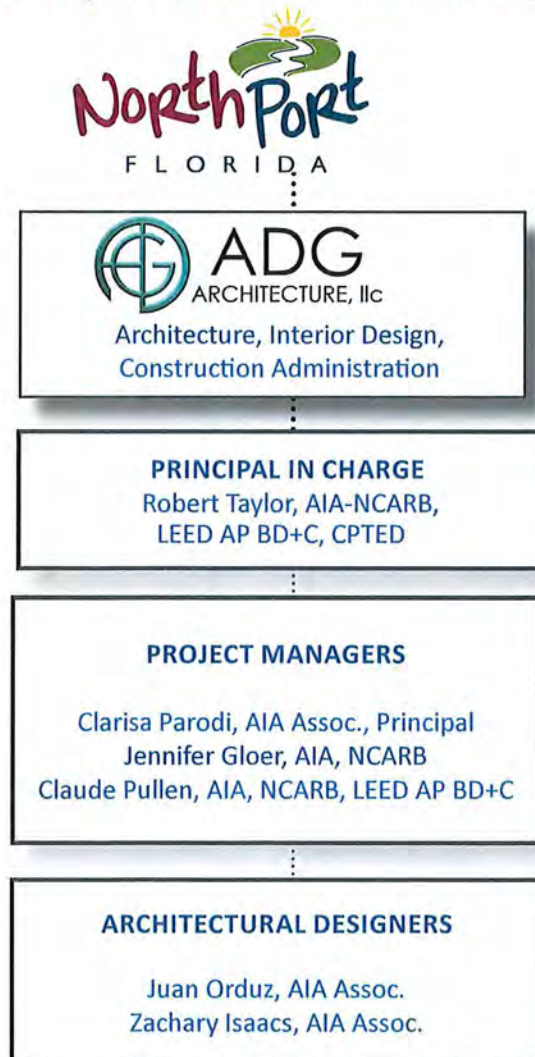 NorthPort
FLORIDA
ADG
ARCHITECTURE, llc
Architecture, Interior Design,
Construction Administration
PRINCIPAL IN CHARGE
Robert Taylor, AIA-NCARB,
LEED AP BD+C, CPTED
PROJECT MANAGERS
Clarisa Parodi, AIA Assoc., Principal
Jennifer Gloer, AIA, NCARB
Claude Pullen, AIA, NCARB, LEED AP BD+C
ARCHITECTURAL DESIGNERS
Juan Orduz, AIA Assoc.
Zachary Isaacs, AIA Assoc.